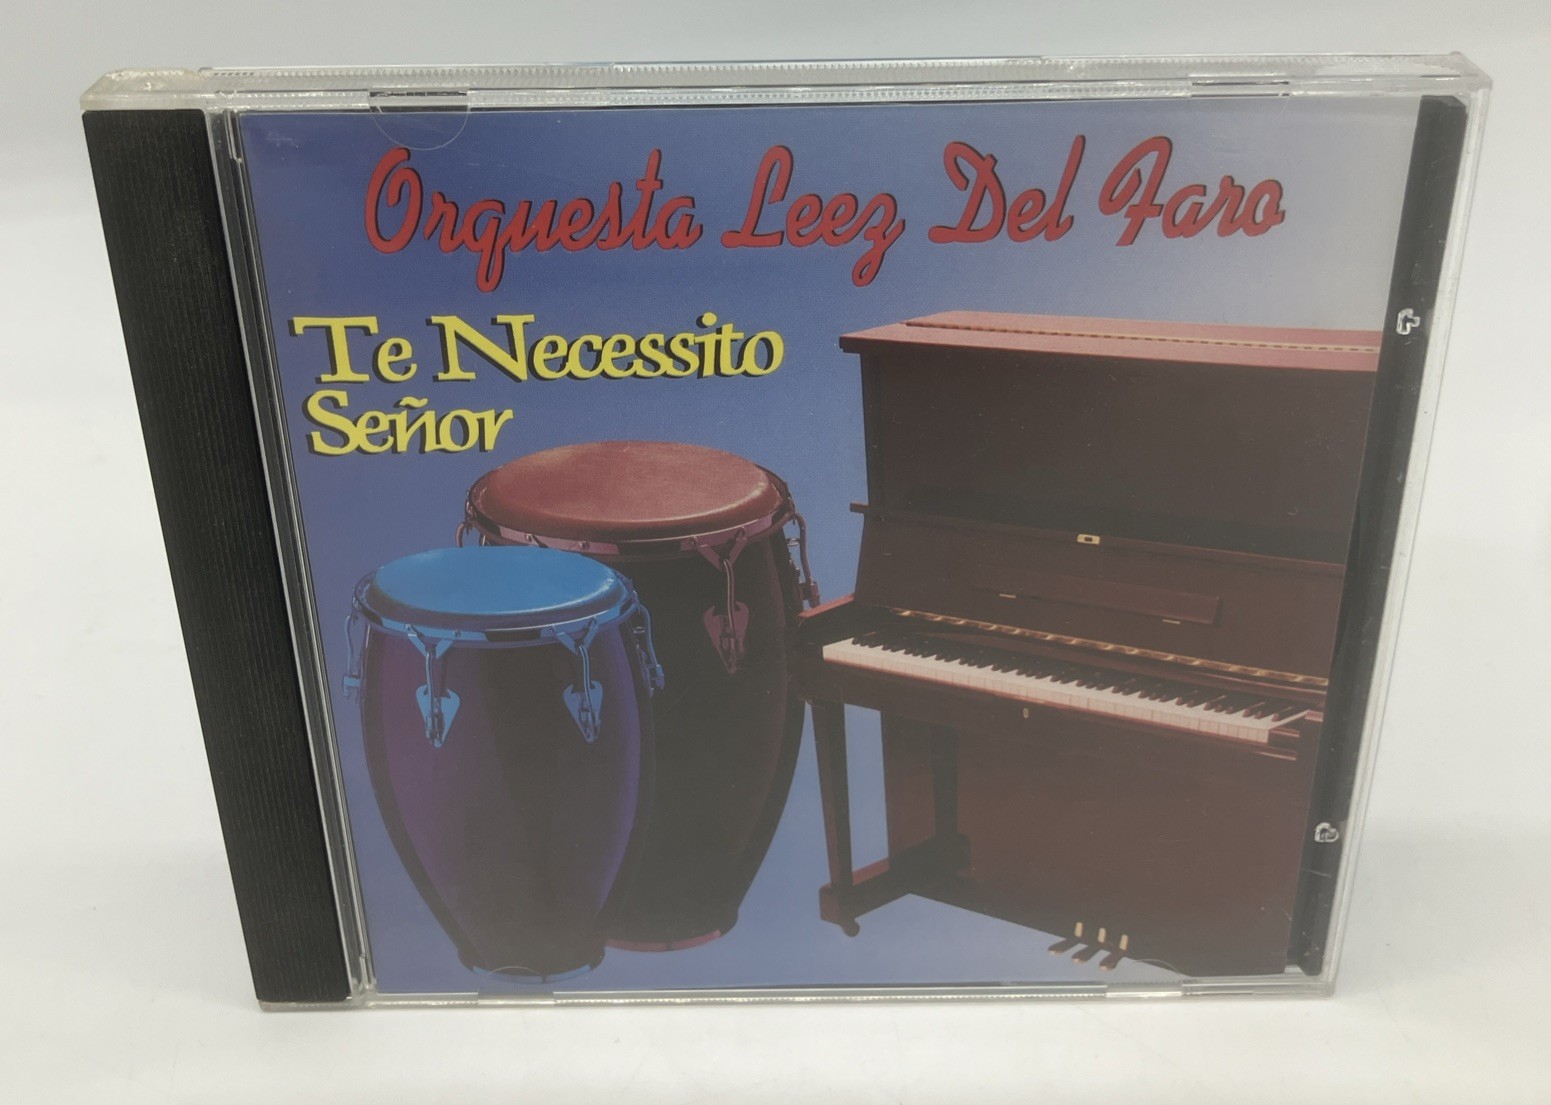 Orquesta Leez Del Faro
Te Necessito
Señor